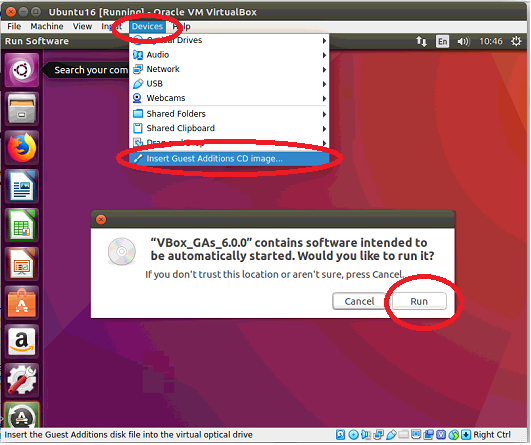 Ubuntu16 [Running] - Oracle VM VirtualBox
File Machine View Input Devices Help
Run Software En 10:46
Search your com
Optical Drives
Audio
Network
USB
Webcams
Shared Folders
Shared Clipboard
Drag and Drop
Insert Guest Additions CD image...
“VBox_GAs_6.0.0” contains software intended to
be automatically started. Would you like to run it?
If you don't trust this location or aren't sure, press Cancel.
Cancel Run
Insert the Guest Additions disk file into the virtual optical drive Right Ctrl